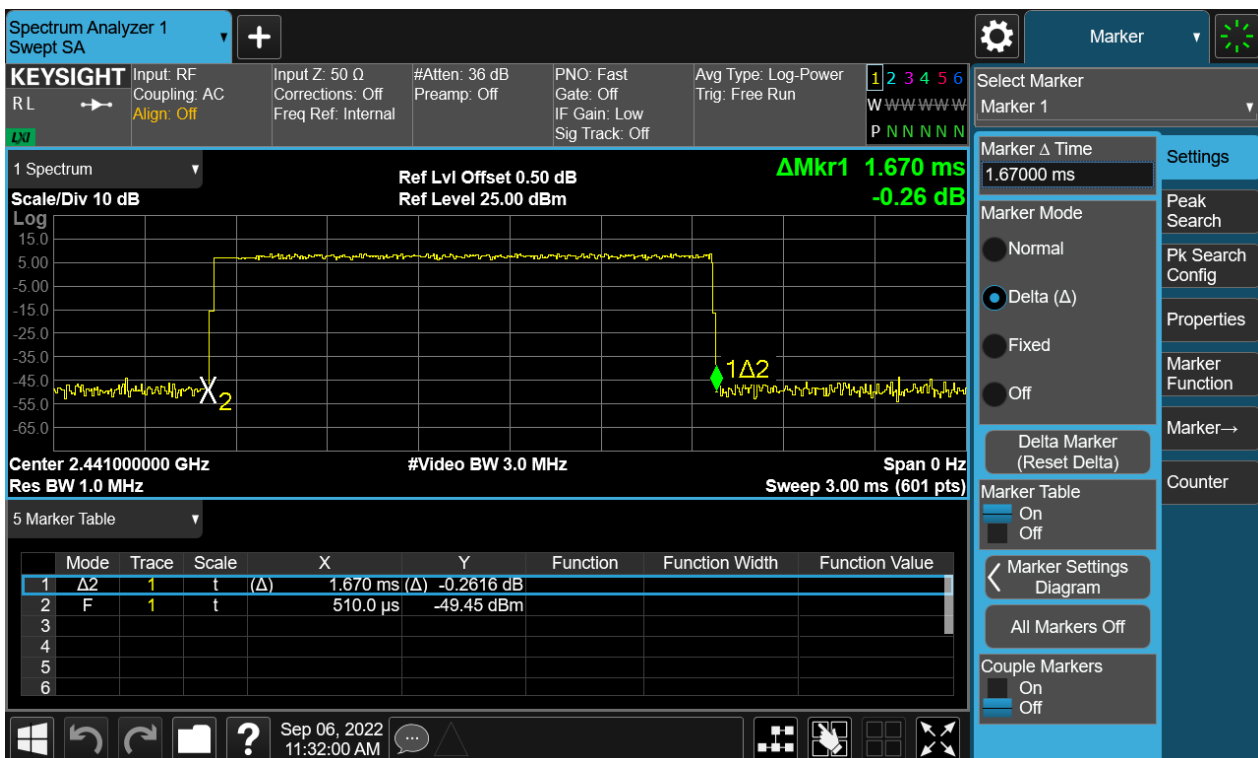 Spectrum Analyzer 1
Swept SA
+
Marker
KEYSIGHT
R L
LXI
Input: RF
Coupling: AC
Align: Off
Input Z: 50 Ω
Corrections: Off
Freq Ref: Internal
#Atten: 36 dB
Preamp: Off
PNO: Fast
Gate: Off
IF Gain: Low
Sig Track: Off
Avg Type: Log-Power
Trig: Free Run
1 2 3 4 5 6
W W W W W W
P N N N N N
Select Marker
Marker 1
1 Spectrum
Scale/Div 10 dB
Ref Lvl Offset 0.50 dB
Ref Level 25.00 dBm
ΔMkr1 1.670 ms
-0.26 dB
Log
15.0
5.00
-5.00
-15.0
-25.0
-35.0
-45.0
-55.0
-65.0
X2
1Δ2
Center 2.441000000 GHz
Res BW 1.0 MHz
#Video BW 3.0 MHz
Span 0 Hz
Sweep 3.00 ms (601 pts)
5 Marker Table
Mode Trace Scale X Y Function Function Width Function Value
1 Δ2 1 t (Δ) 1.670 ms (Δ) -0.2616 dB
2 F 1 t 510.0 µs -49.45 dBm
3
4
5
6
Marker Δ Time
1.67000 ms
Marker Mode
Normal
Delta (Δ)
Fixed
Off
Delta Marker
(Reset Delta)
Marker Table
On
Off
Marker Settings
Diagram
All Markers Off
Couple Markers
On
Off
Settings
Peak
Search
Pk Search
Config
Properties
Marker
Function
Marker→
Counter
?
Sep 06, 2022
11:32:00 AM